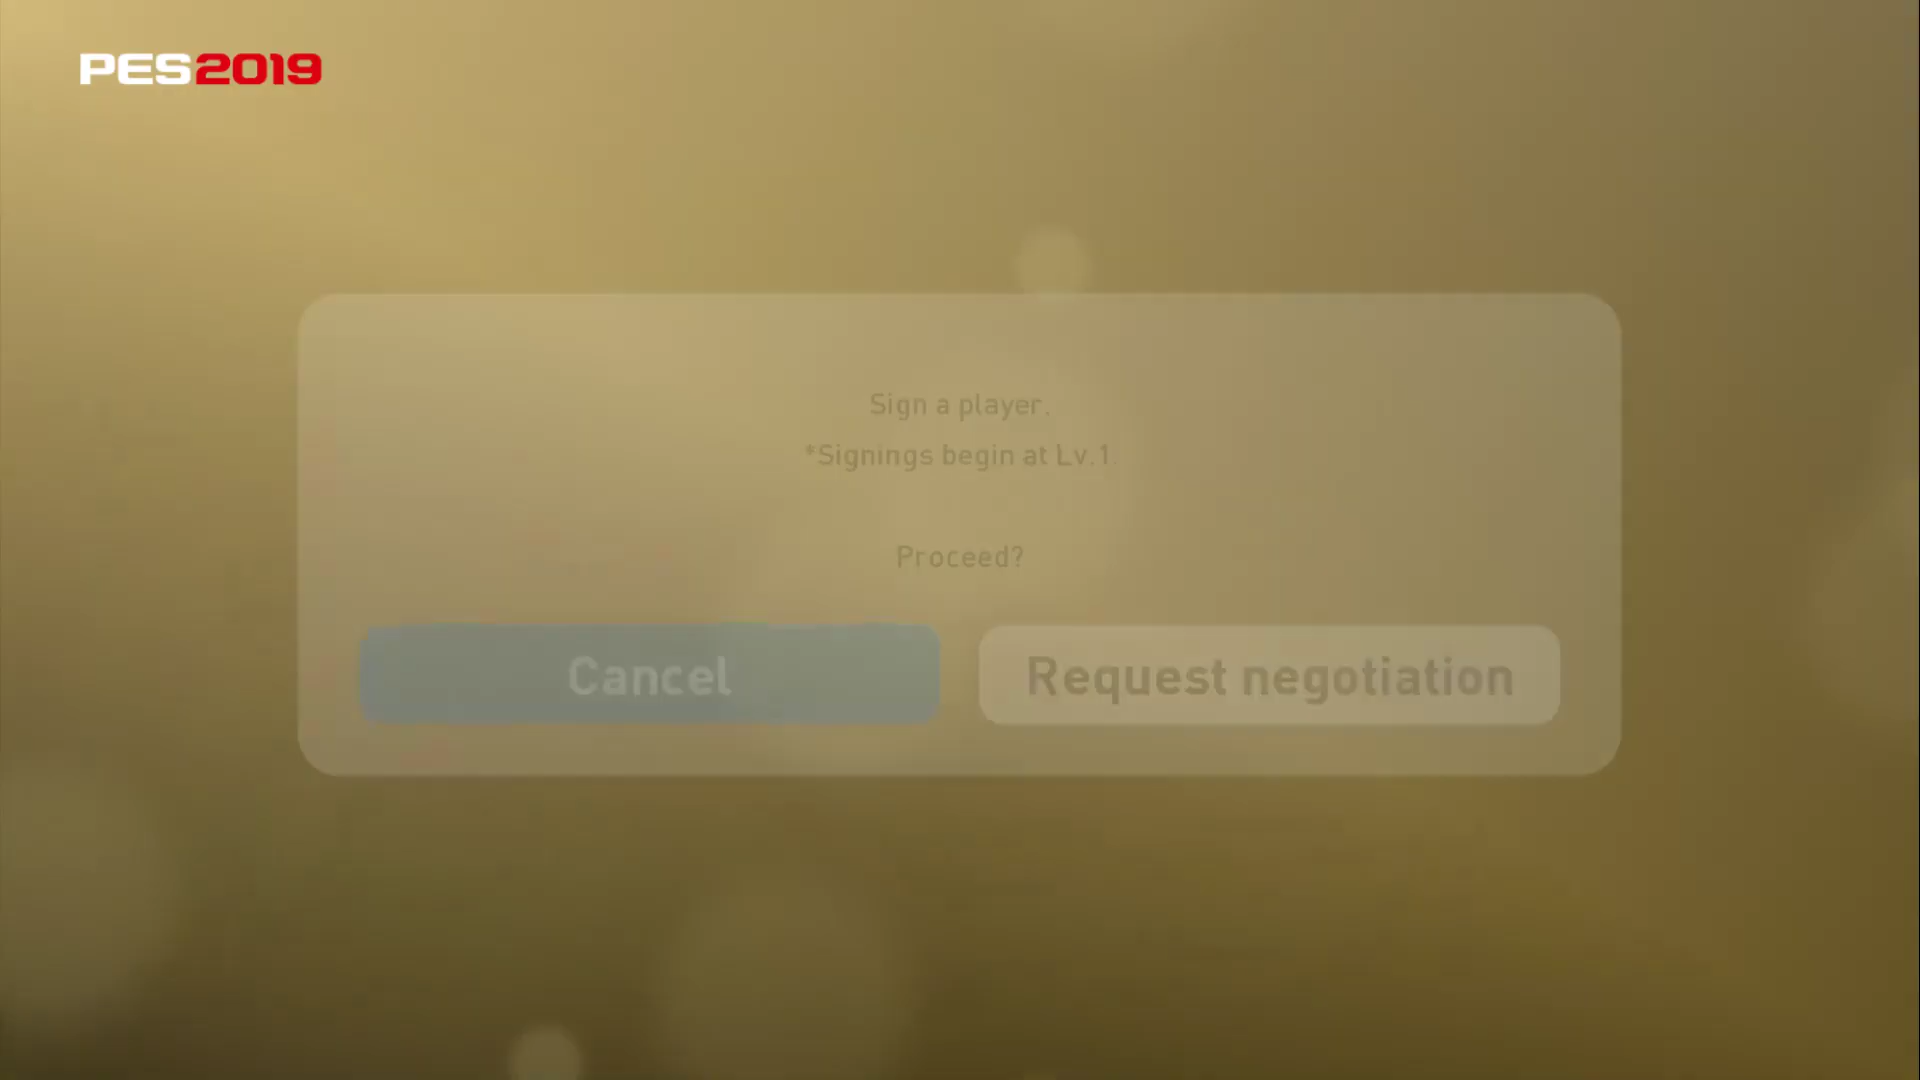 PES2019
Sign a player.
*Signings begin at Lv.1.
Proceed?
Cancel
Request negotiation